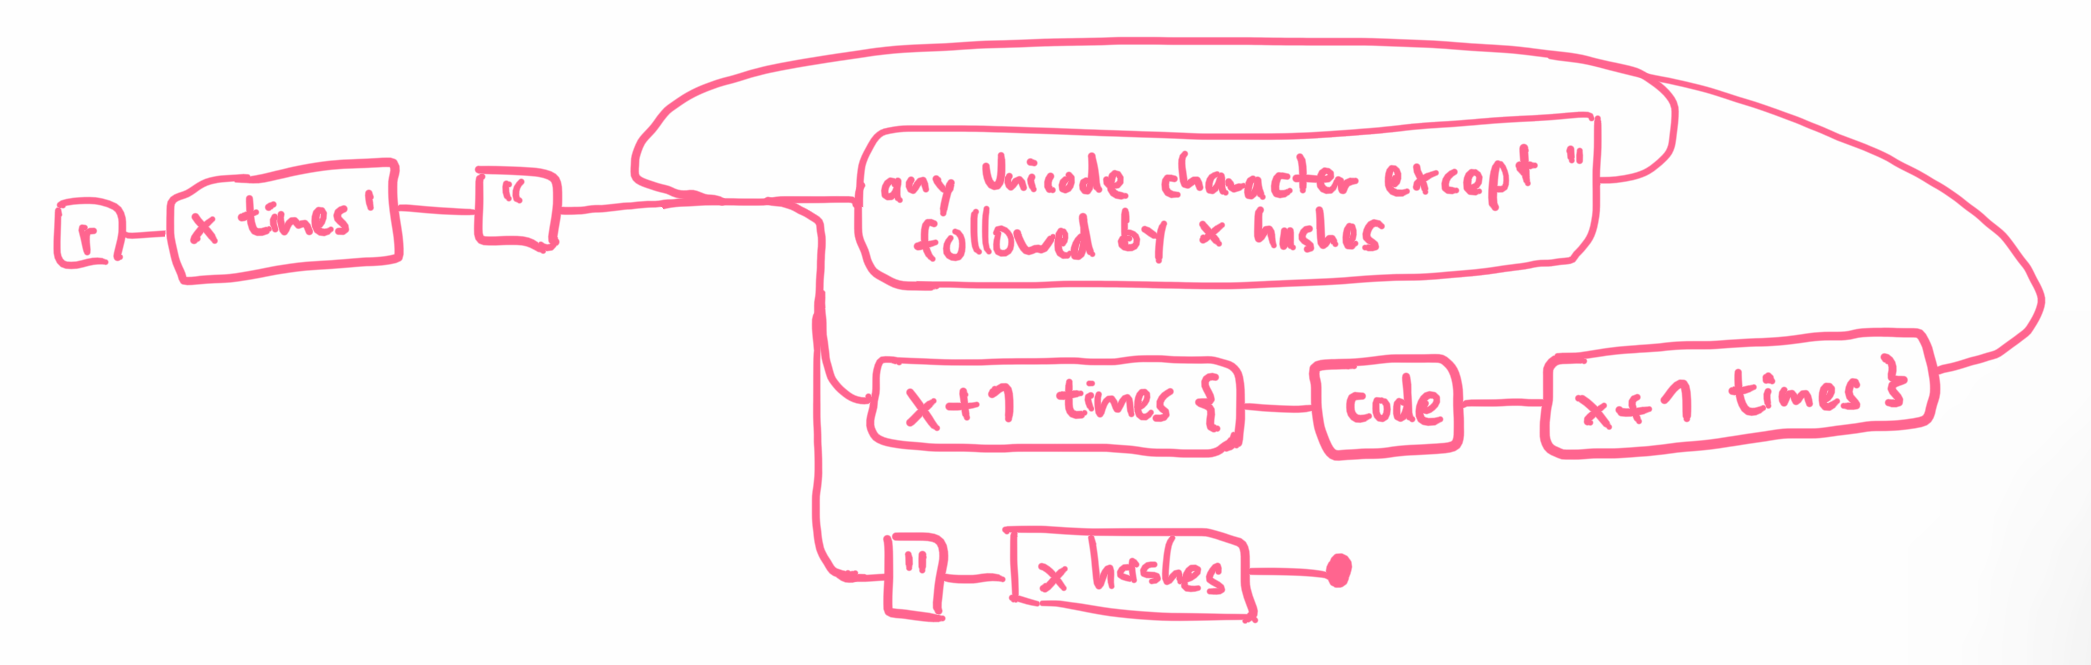 r
x times '
"
any Unicode character except "
followed by x hashes
x+1 times {
code
x+1 times }
"
x hashes